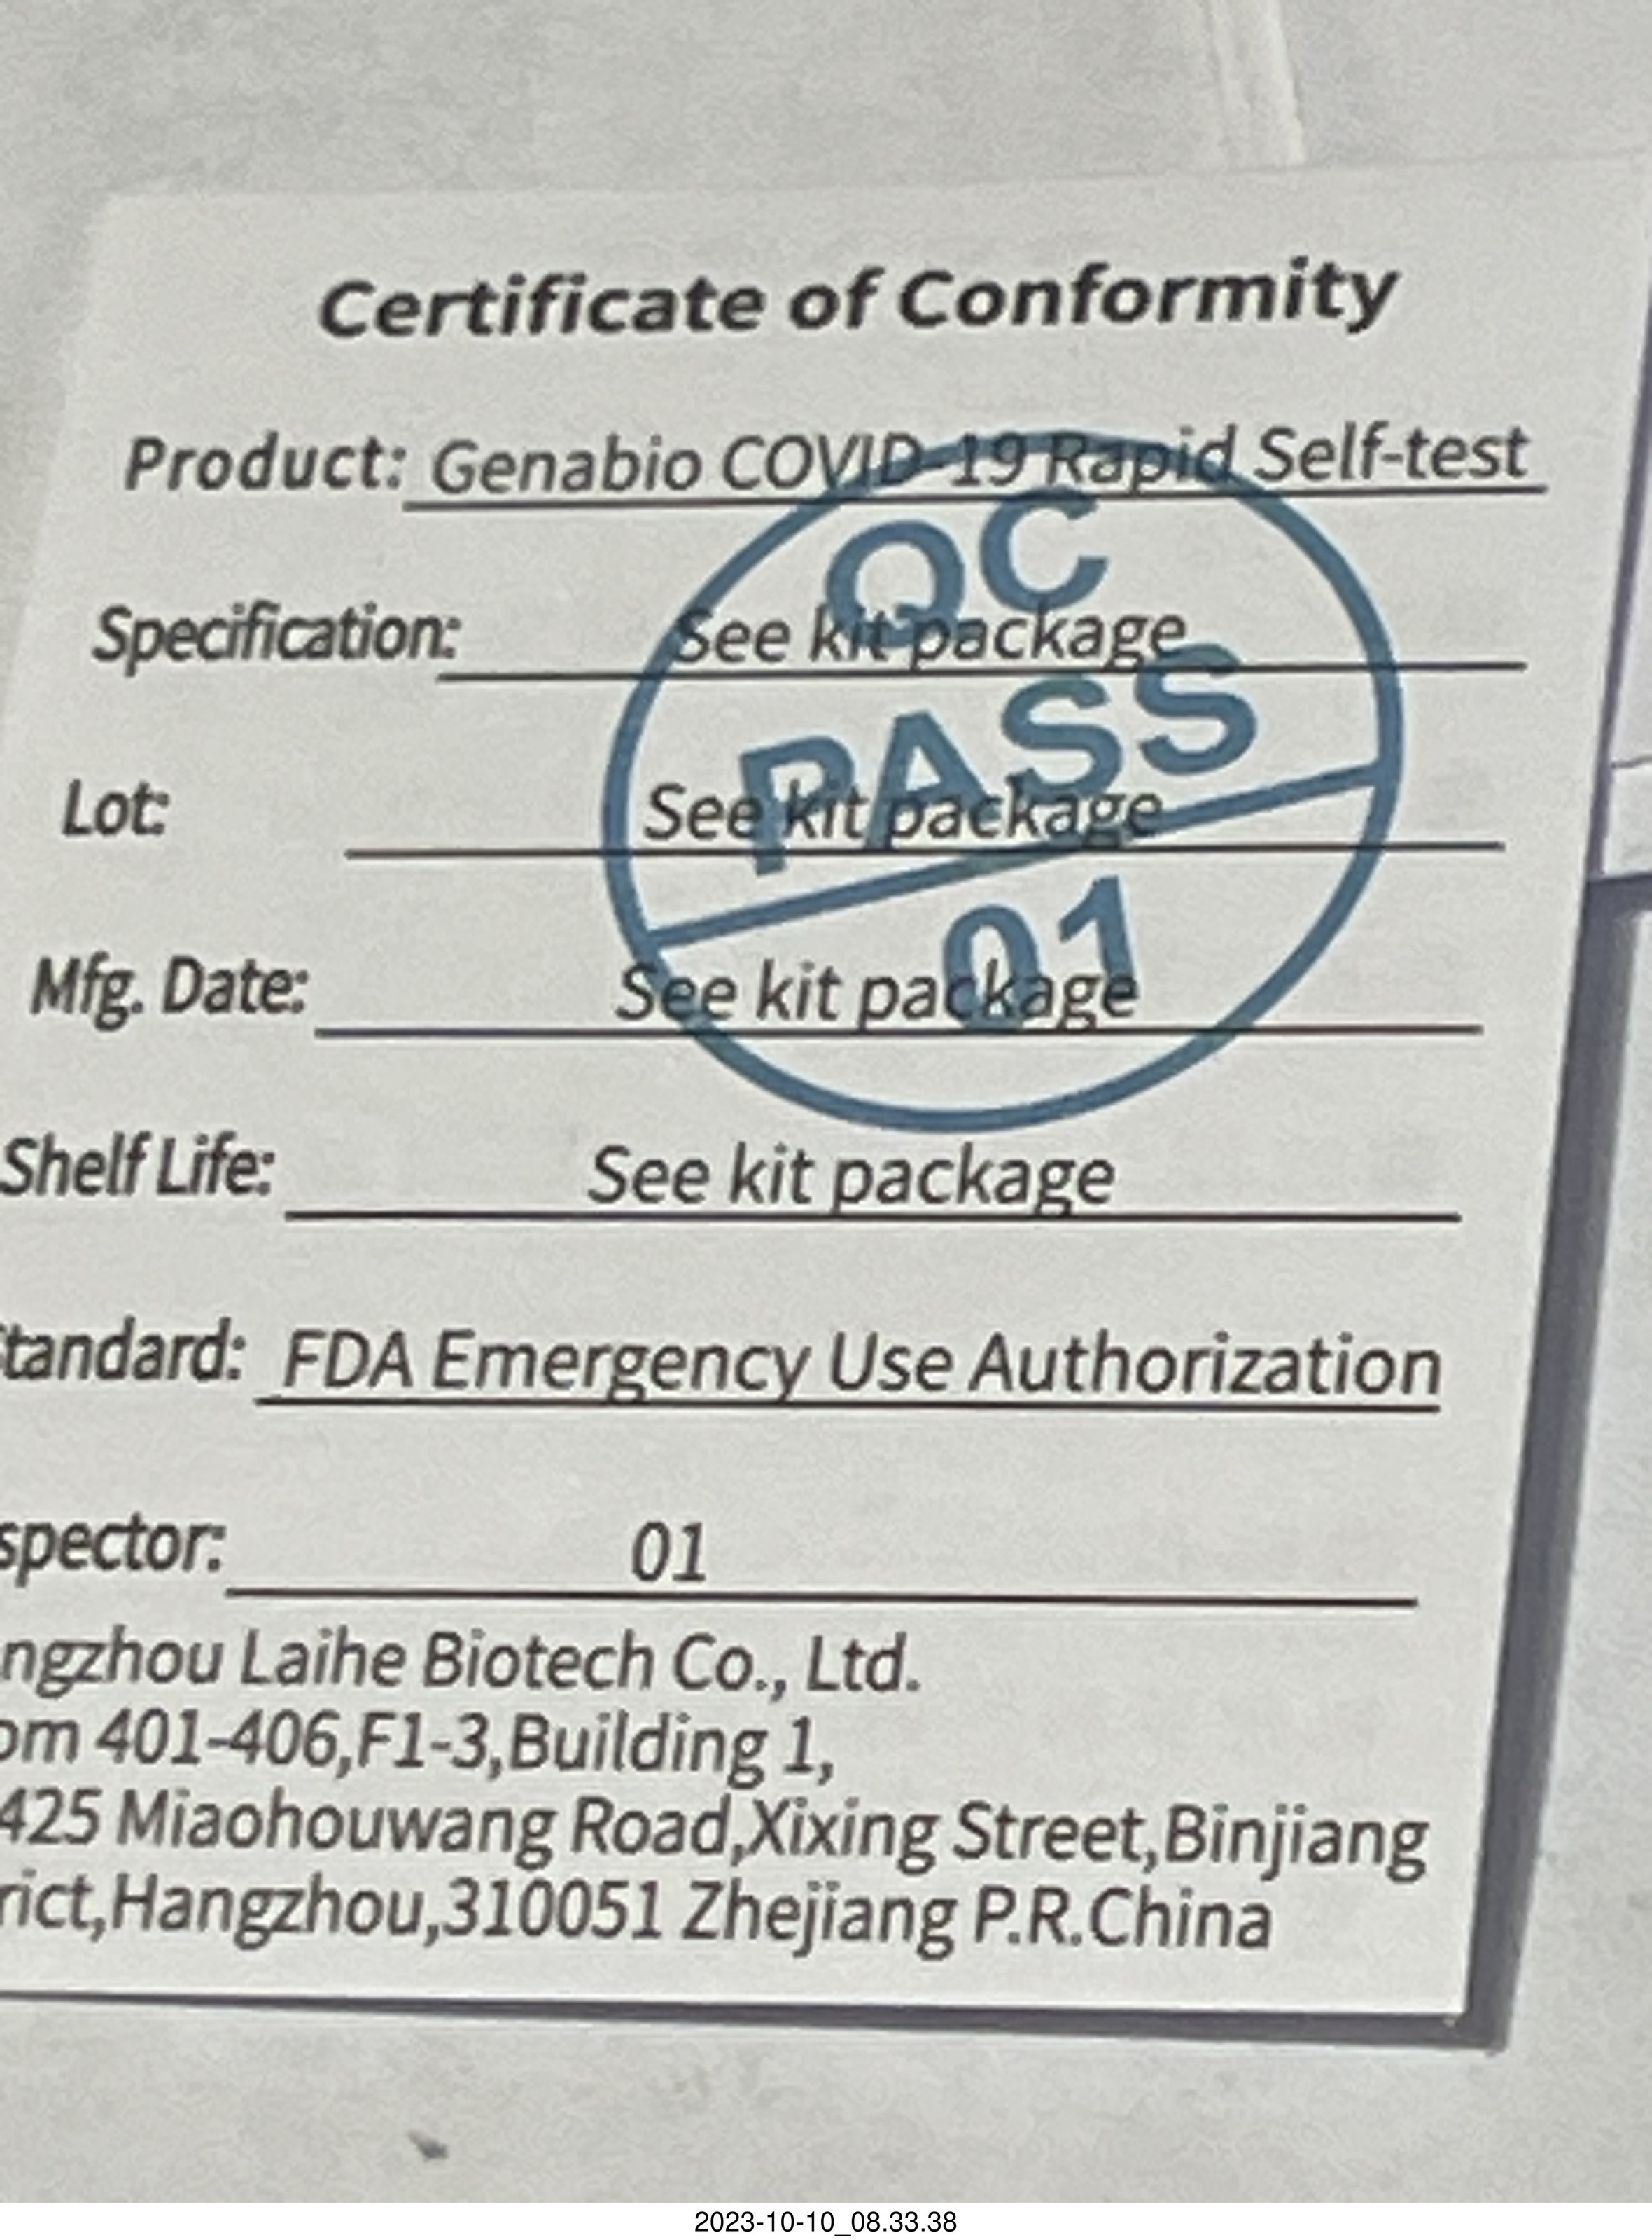 Certificate of Conformity
Product: Genabio COVID-19 Rapid Self-test
QC
Specification: See kit package
PASS
Lot: See kit package
01
Mfg. Date: See kit package
Shelf Life: See kit package
tandard: FDA Emergency Use Authorization
spector: 01
ngzhou Laihe Biotech Co., Ltd.
om 401-406,F1-3,Building 1,
425 Miaohouwang Road,Xixing Street,Binjiang
rict,Hangzhou,310051 Zhejiang P.R.China
2023-10-10_08.33.38